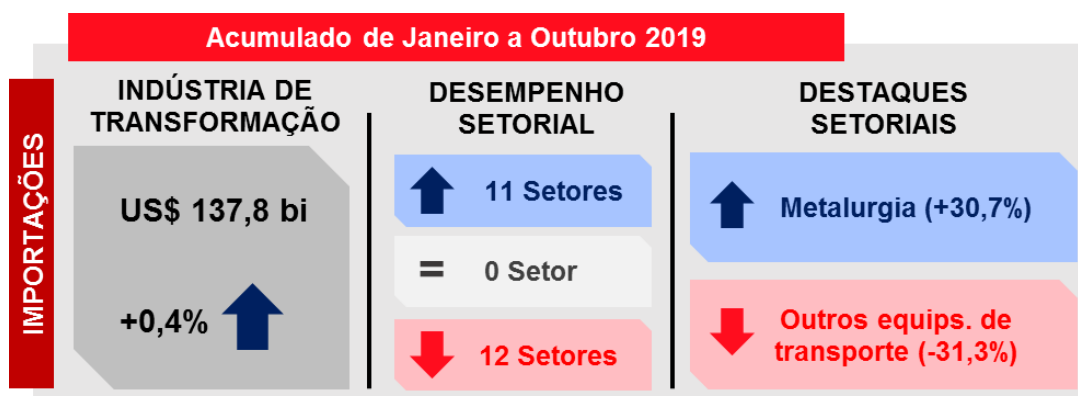 Acumulado de Janeiro a Outubro 2019
IMPORTAÇÕES
INDÚSTRIA DE
TRANSFORMAÇÃO
US$ 137,8 bi
+0,4%
DESEMPENHO
SETORIAL
11 Setores
= 0 Setor
12 Setores
DESTAQUES
SETORIAIS
Metalurgia (+30,7%)
Outros equips. de
transporte (-31,3%)